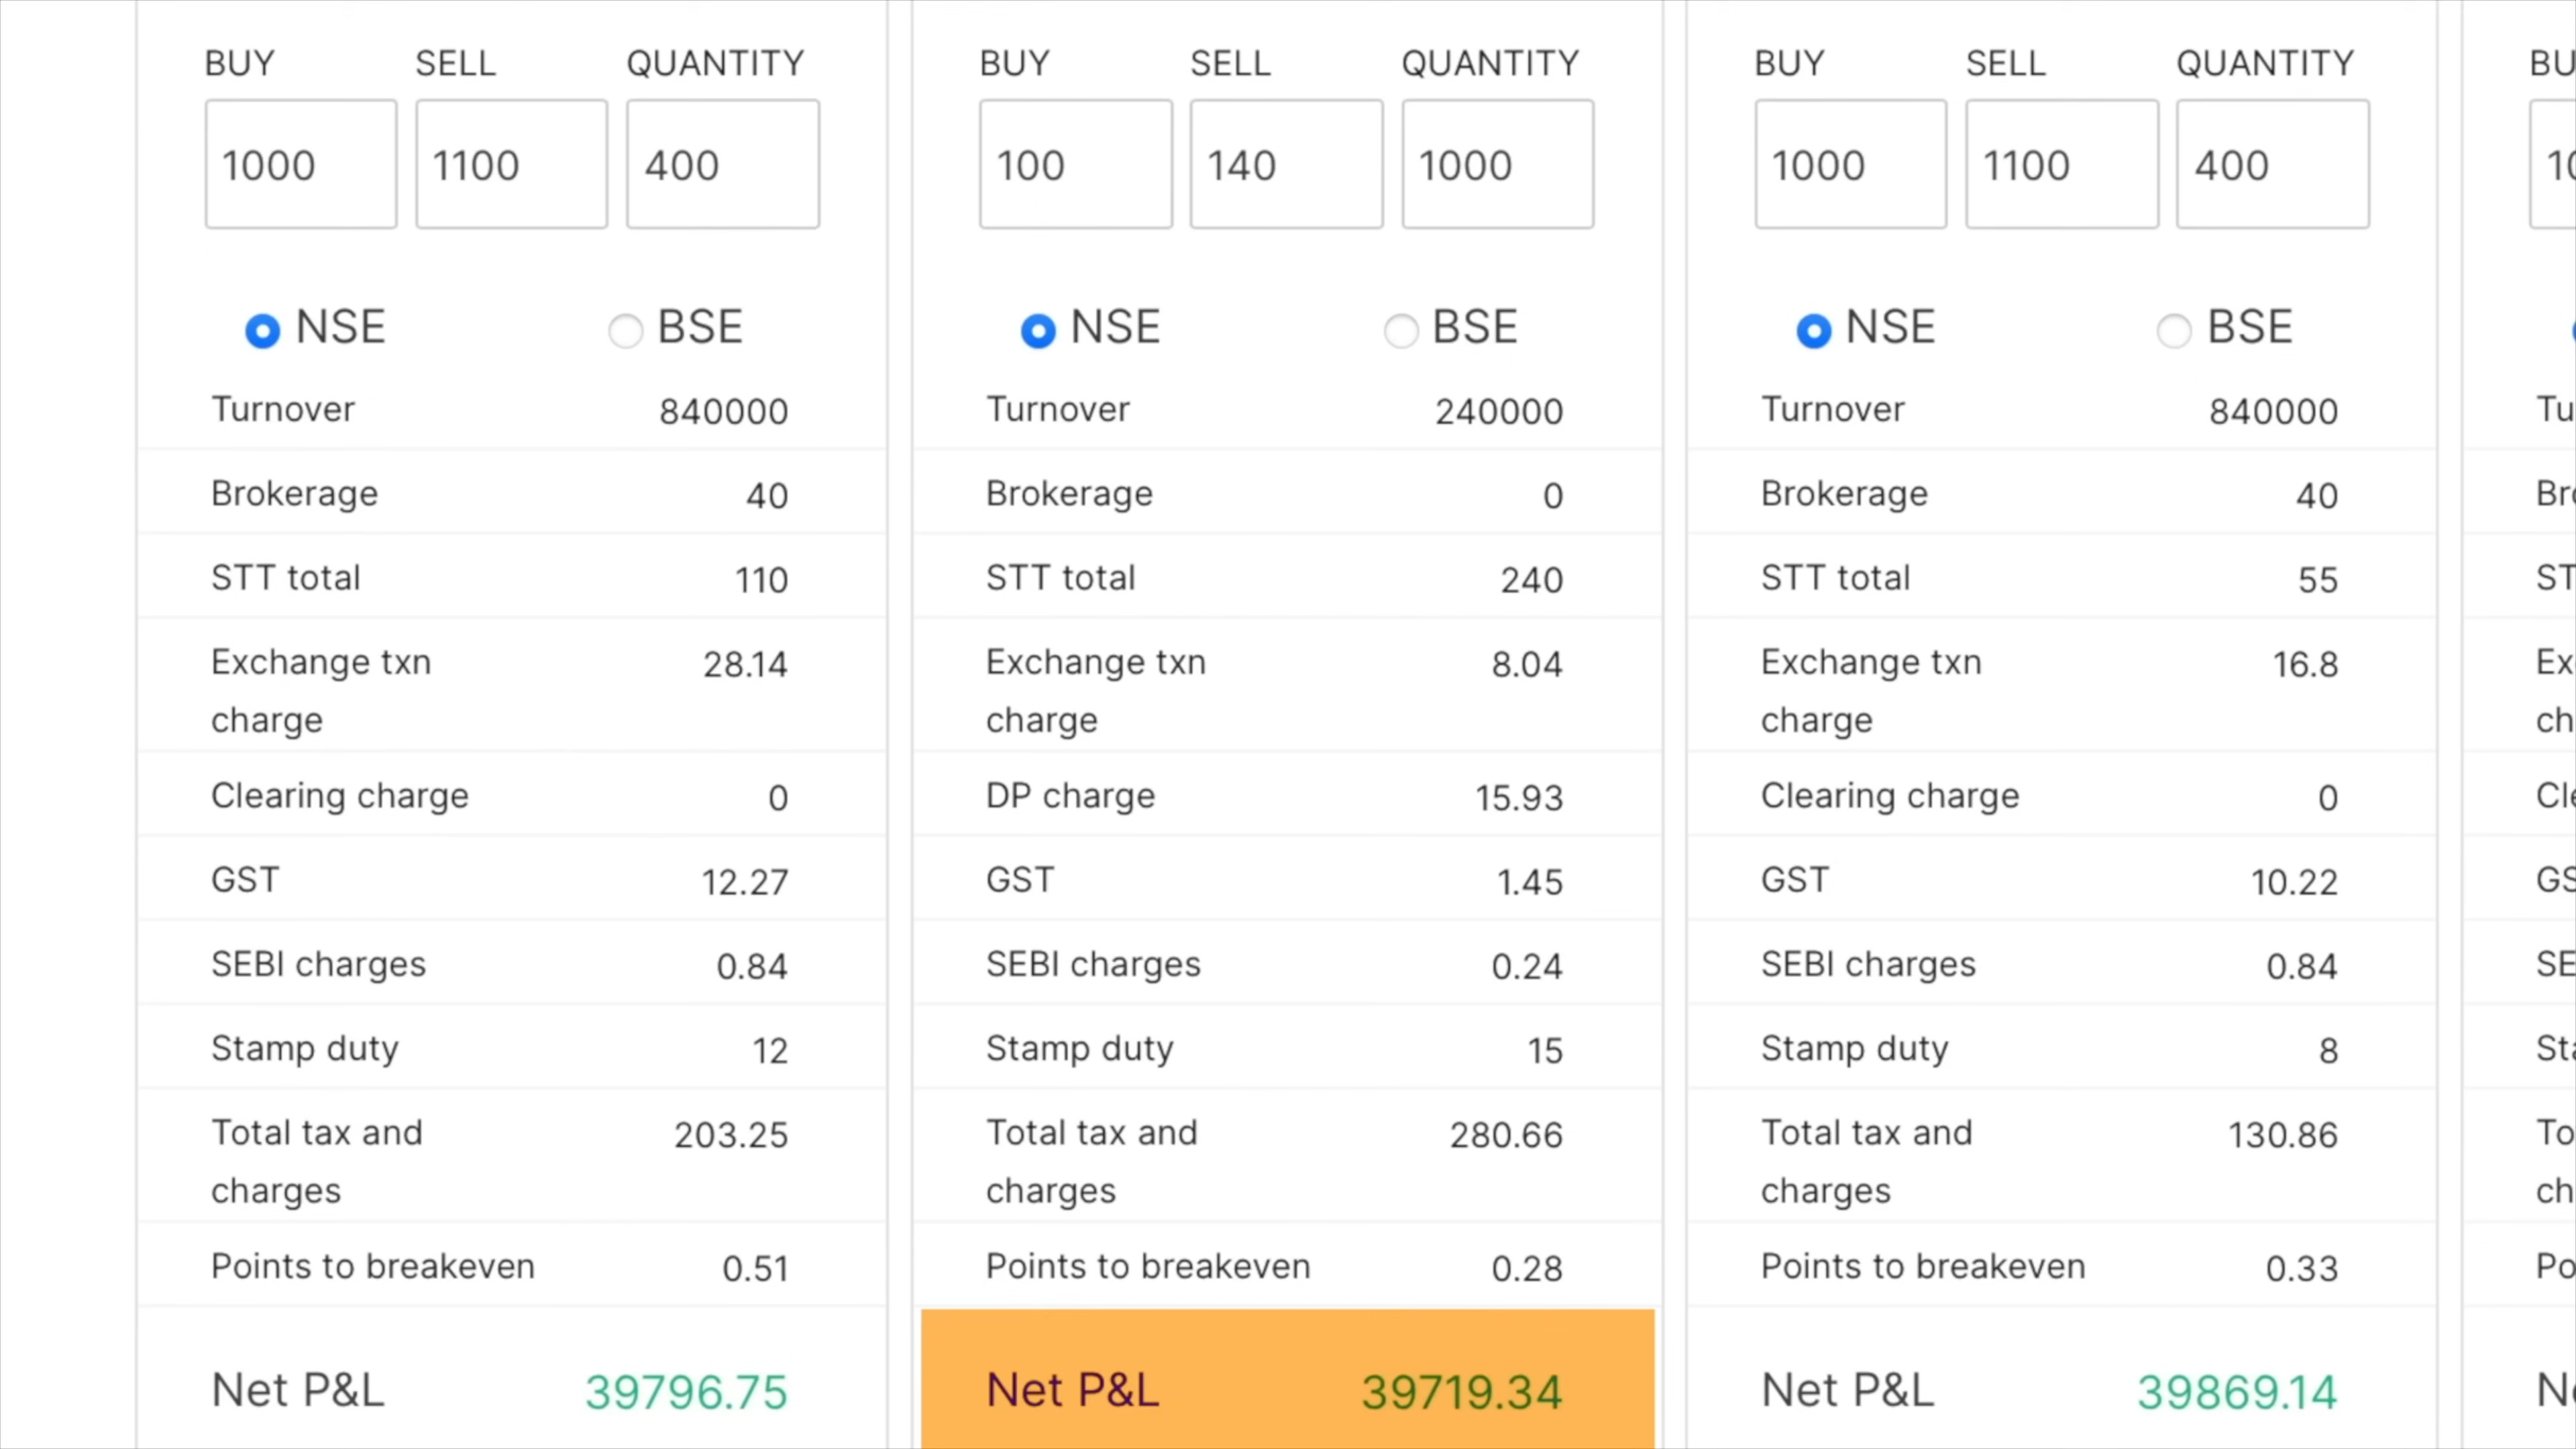 BUY SELL QUANTITY
1000 1100 400
NSE BSE
Turnover 840000
Brokerage 40
STT total 110
Exchange txn 28.14
charge
Clearing charge 0
GST 12.27
SEBI charges 0.84
Stamp duty 12
Total tax and 203.25
charges
Points to breakeven 0.51
Net P&L 39796.75
BUY SELL QUANTITY
100 140 1000
NSE BSE
Turnover 240000
Brokerage 0
STT total 240
Exchange txn 8.04
charge
DP charge 15.93
GST 1.45
SEBI charges 0.24
Stamp duty 15
Total tax and 280.66
charges
Points to breakeven 0.28
Net P&L 39719.34
BUY SELL QUANTITY
1000 1100 400
NSE BSE
Turnover 840000
Brokerage 40
STT total 55
Exchange txn 16.8
charge
Clearing charge 0
GST 10.22
SEBI charges 0.84
Stamp duty 8
Total tax and 130.86
charges
Points to breakeven 0.33
Net P&L 39869.14